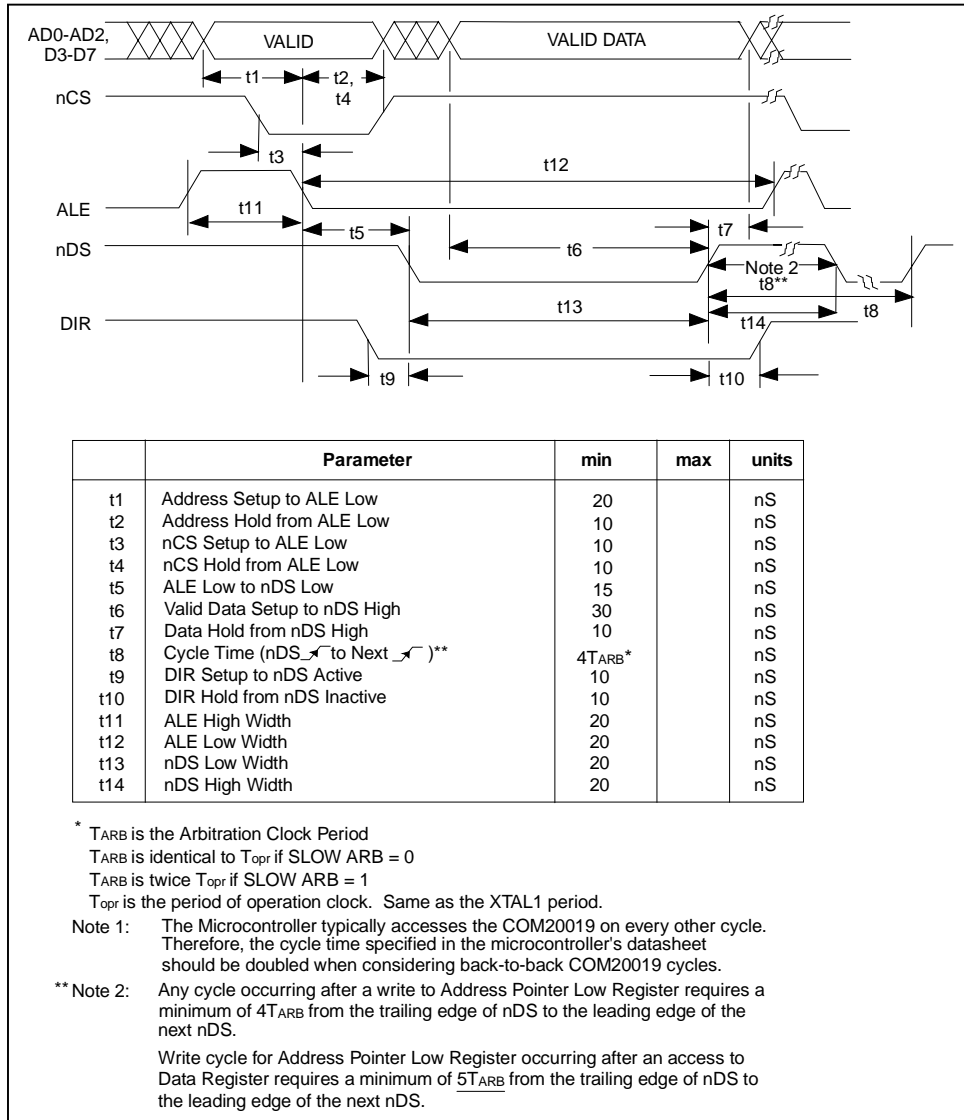 AD0-AD2,
D3-D7
VALID
VALID DATA
t1
t2,
t4
nCS
t3
t12
ALE
t11
t5
t7
nDS
t6
Note 2
t8**
t8
t13
t14
DIR
t9
t10
Parameter min max units
t1 Address Setup to ALE Low 20 nS
t2 Address Hold from ALE Low 10 nS
t3 nCS Setup to ALE Low 10 nS
t4 nCS Hold from ALE Low 10 nS
t5 ALE Low to nDS Low 15 nS
t6 Valid Data Setup to nDS High 30 nS
t7 Data Hold from nDS High 10 nS
t8 Cycle Time (nDS to Next )** 4TARB* nS
t9 DIR Setup to nDS Active 10 nS
t10 DIR Hold from nDS Inactive 10 nS
t11 ALE High Width 20 nS
t12 ALE Low Width 20 nS
t13 nDS Low Width 20 nS
t14 nDS High Width 20 nS
* TARB is the Arbitration Clock Period
TARB is identical to Topr if SLOW ARB = 0
TARB is twice Topr if SLOW ARB = 1
Topr is the period of operation clock. Same as the XTAL1 period.
Note 1: The Microcontroller typically accesses the COM20019 on every other cycle.
Therefore, the cycle time specified in the microcontroller's datasheet
should be doubled when considering back-to-back COM20019 cycles.
** Note 2: Any cycle occurring after a write to Address Pointer Low Register requires a
minimum of 4TARB from the trailing edge of nDS to the leading edge of the
next nDS.
Write cycle for Address Pointer Low Register occurring after an access to
Data Register requires a minimum of 5TARB from the trailing edge of nDS to
the leading edge of the next nDS.